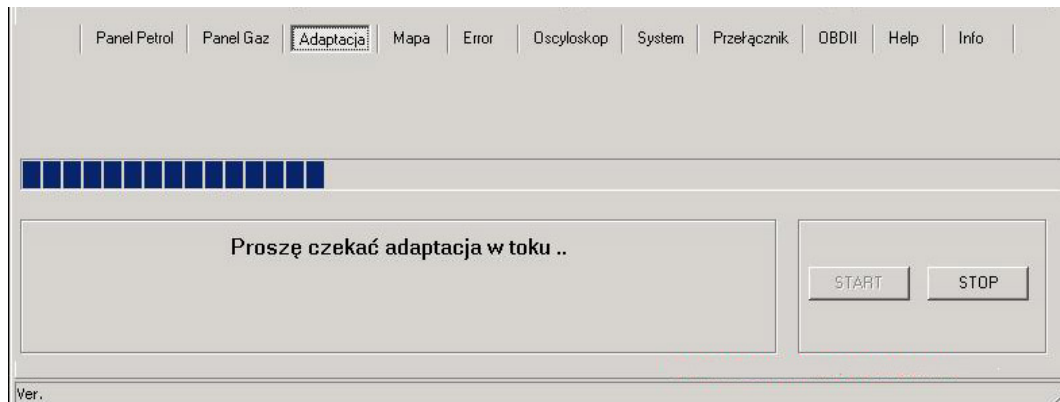 Panel Petrol Panel Gaz Adaptacja Mapa Error Oscyloskop System Przełącznik OBDII Help Info
Proszę czekać adaptacja w toku ..
START STOP
Ver.